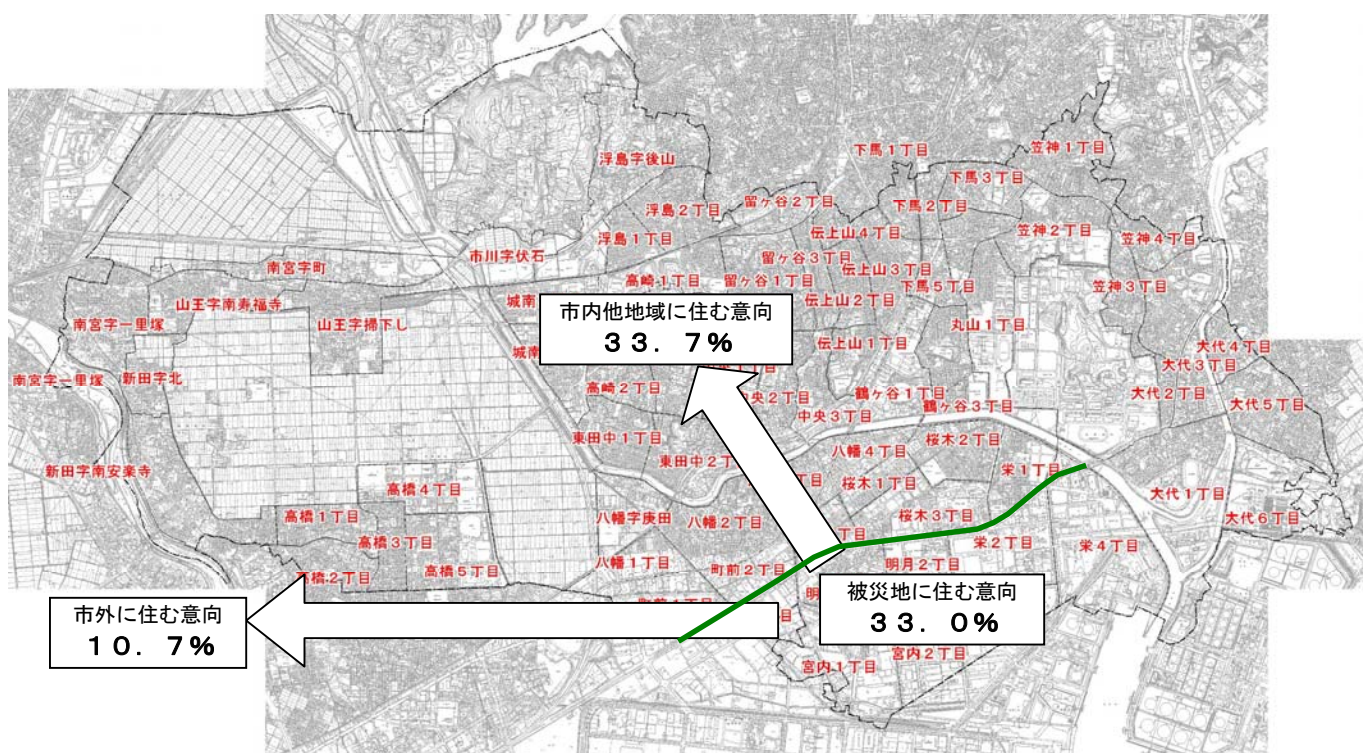 下馬1丁目
笠神1丁目
浮島字後山
下馬3丁目
留ヶ谷2丁目
下馬2丁目
浮島2丁目
伝上山4丁目
笠神2丁目
笠神4丁目
浮島1丁目
市川字伏石
留ヶ谷3丁目
南宮字町
伝上山3丁目
高崎1丁目
留ヶ谷1丁目
下馬5丁目
笠神3丁目
山王字南寿福寺
城南
伝上山2丁目
市内他地域に住む意向
33.7%
南宮字一里塚
山王字掃下し
丸山1丁目
伝上山1丁目
大代4丁目
城南
大代3丁目
南宮字一里塚
新田字北
1丁目
高崎2丁目
中央2丁目
鶴ヶ谷1丁目
大代2丁目
鶴ヶ谷3丁目
大代5丁目
中央3丁目
東田中1丁目
桜木2丁目
八幡4丁目
東田中2丁
新田字南安楽寺
栄1丁目
丁目
桜木1丁目
高橋4丁目
大代1丁目
高橋1丁目
八幡字庚田
八幡2丁目
桜木3丁目
大代6丁目
丁目
高橋3丁目
栄2丁目
栄4丁目
八幡1丁目
町前2丁目
明月2丁目
高橋2丁目
高橋5丁目
被災地に住む意向
33.0%
市外に住む意向
10.7%
町前1丁目
目
宮内2丁目
宮内1丁目